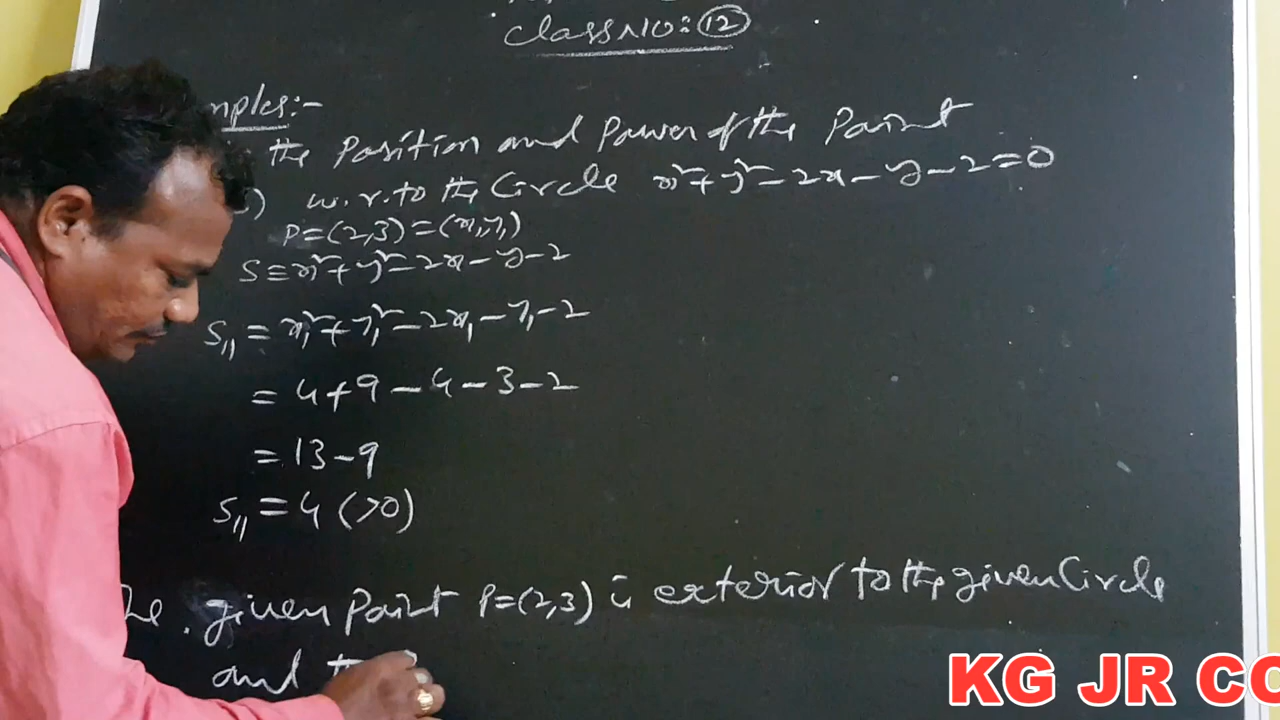 Class NO: 12
mples:-
the Position and Power of the Point
) w.r.to the Circle x²+y²-2x-y-2=0
P=(2,3)=(x₁,y₁)
S≡x²+y²-2x-y-2
S₁₁=x₁²+y₁²-2x₁-y₁-2
=4+9-4-3-2
=13-9
S₁₁=4(>0)
he given Point P=(2,3) is exterior to the given Circle
and
KG JR CO